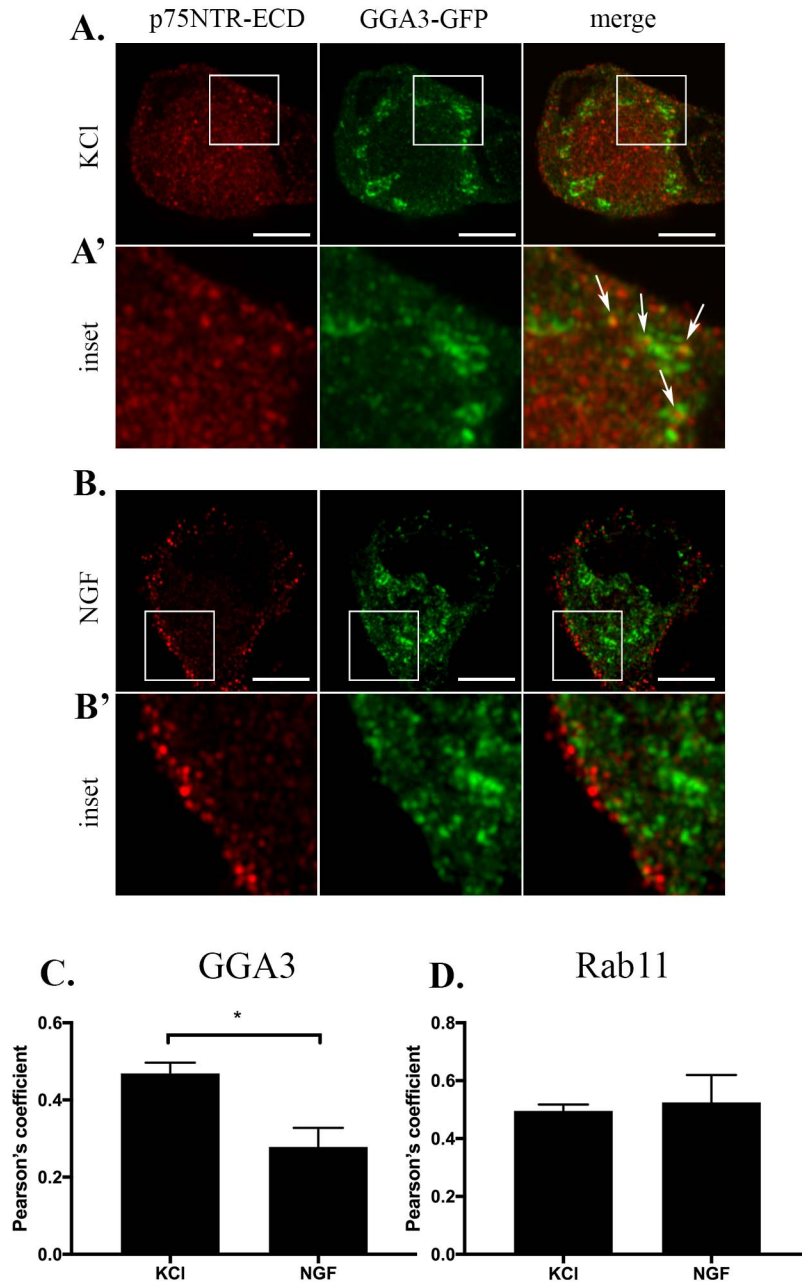 A.
p75NTR-ECD
GGA3-GFP
merge
KCl
A'
inset
B.
NGF
B'
inset
C.
GGA3
Pearson's coefficient
0.6
0.4
0.2
0.0
*
KCl
NGF
D.
Rab11
Pearson's coefficient
0.8
0.6
0.4
0.2
0.0
KCl
NGF